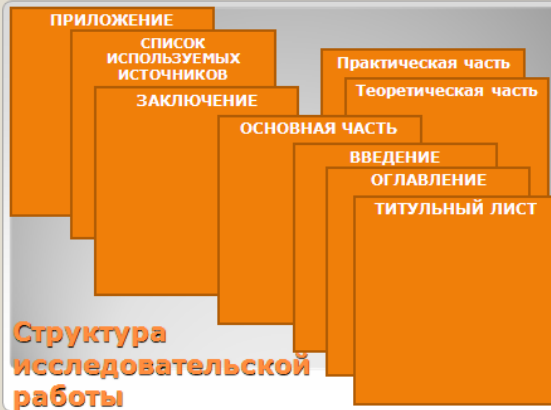 ПРИЛОЖЕНИЕ
СПИСОК
ИСПОЛЬЗУЕМЫХ
ИСТОЧНИКОВ
ЗАКЛЮЧЕНИЕ
Практическая часть
Теоретическая часть
ОСНОВНАЯ ЧАСТЬ
ВВЕДЕНИЕ
ОГЛАВЛЕНИЕ
ТИТУЛЬНЫЙ ЛИСТ
Структура
исследовательской
работы